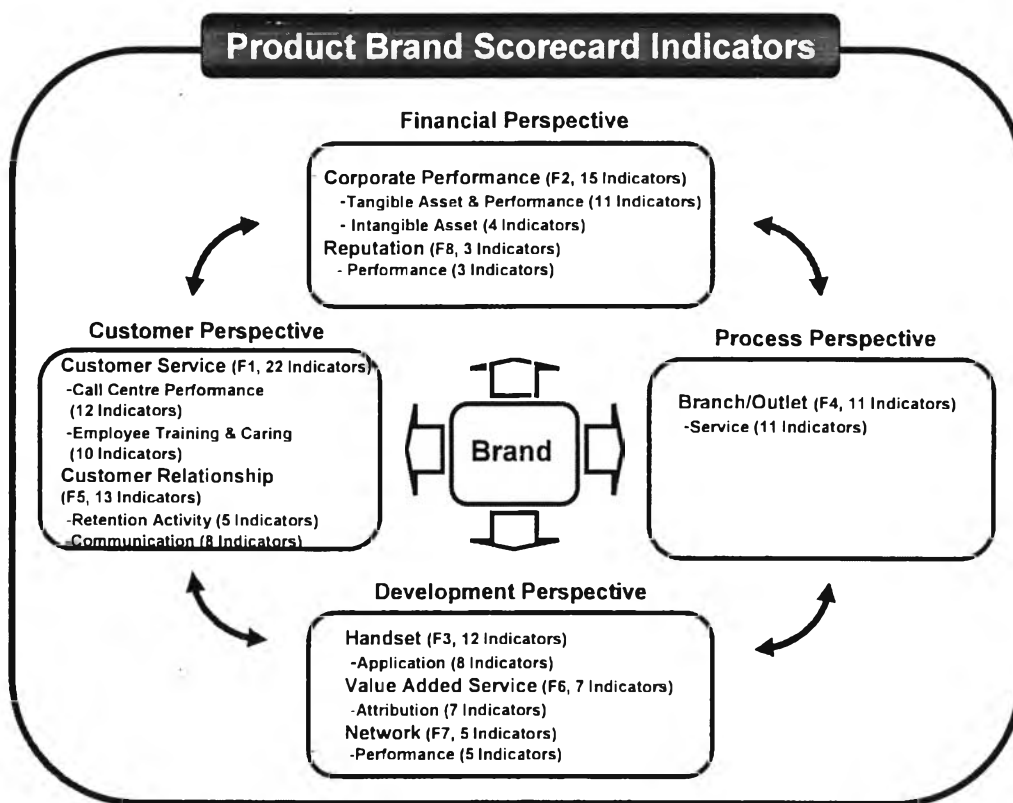 Product Brand Scorecard Indicators
Financial Perspective
Corporate Performance (F2, 15 Indicators)
-Tangible Asset & Performance (11 Indicators)
- Intangible Asset (4 Indicators)
Reputation (F8, 3 Indicators)
- Performance (3 Indicators)
Customer Perspective
Customer Service (F1, 22 Indicators)
-Call Centre Performance
(12 Indicators)
-Employee Training & Caring
(10 Indicators)
Customer Relationship
(F5, 13 Indicators)
-Retention Activity (5 Indicators)
-Communication (8 Indicators)
Brand
Process Perspective
Branch/Outlet (F4, 11 Indicators)
-Service (11 Indicators)
Development Perspective
Handset (F3, 12 Indicators)
-Application (8 Indicators)
Value Added Service (F6, 7 Indicators)
-Attribution (7 Indicators)
Network (F7, 5 Indicators)
-Performance (5 Indicators)